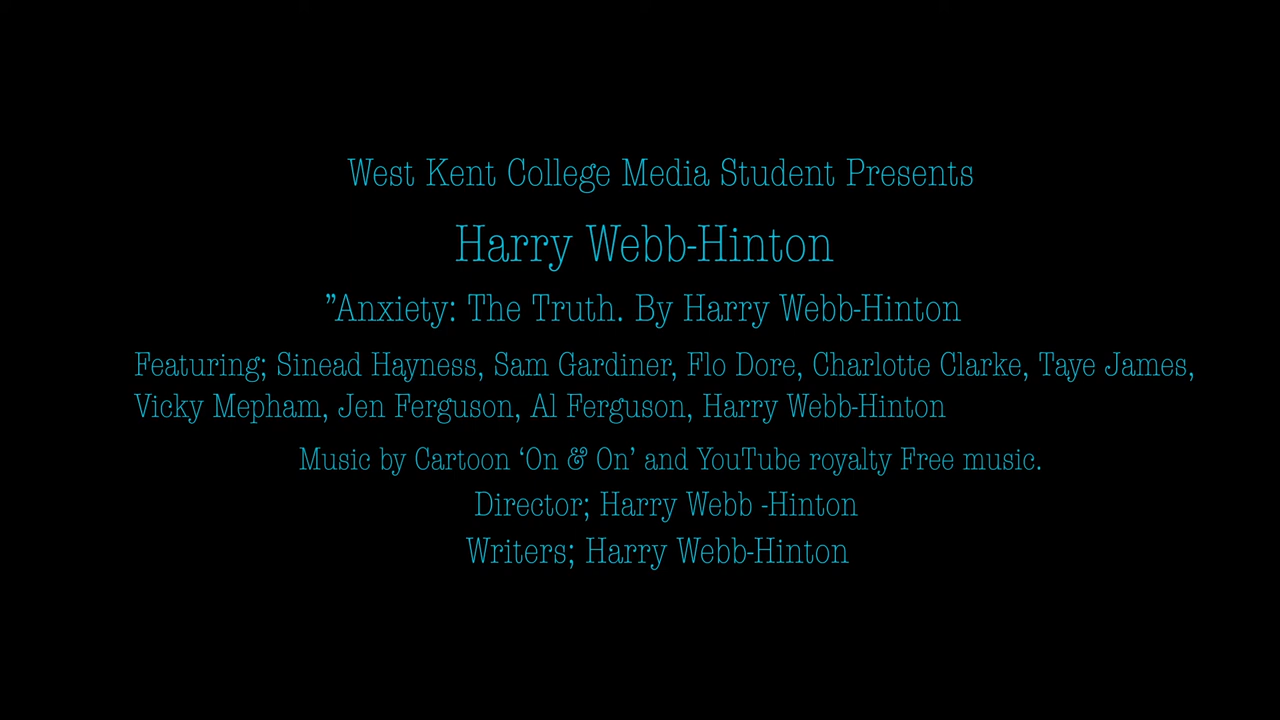 West Kent College Media Student Presents
Harry Webb-Hinton
”Anxiety: The Truth. By Harry Webb-Hinton
Featuring; Sinead Hayness, Sam Gardiner, Flo Dore, Charlotte Clarke, Taye James,
Vicky Mepham, Jen Ferguson, Al Ferguson, Harry Webb-Hinton
Music by Cartoon ‘On & On’ and YouTube royalty Free music.
Director; Harry Webb -Hinton
Writers; Harry Webb-Hinton